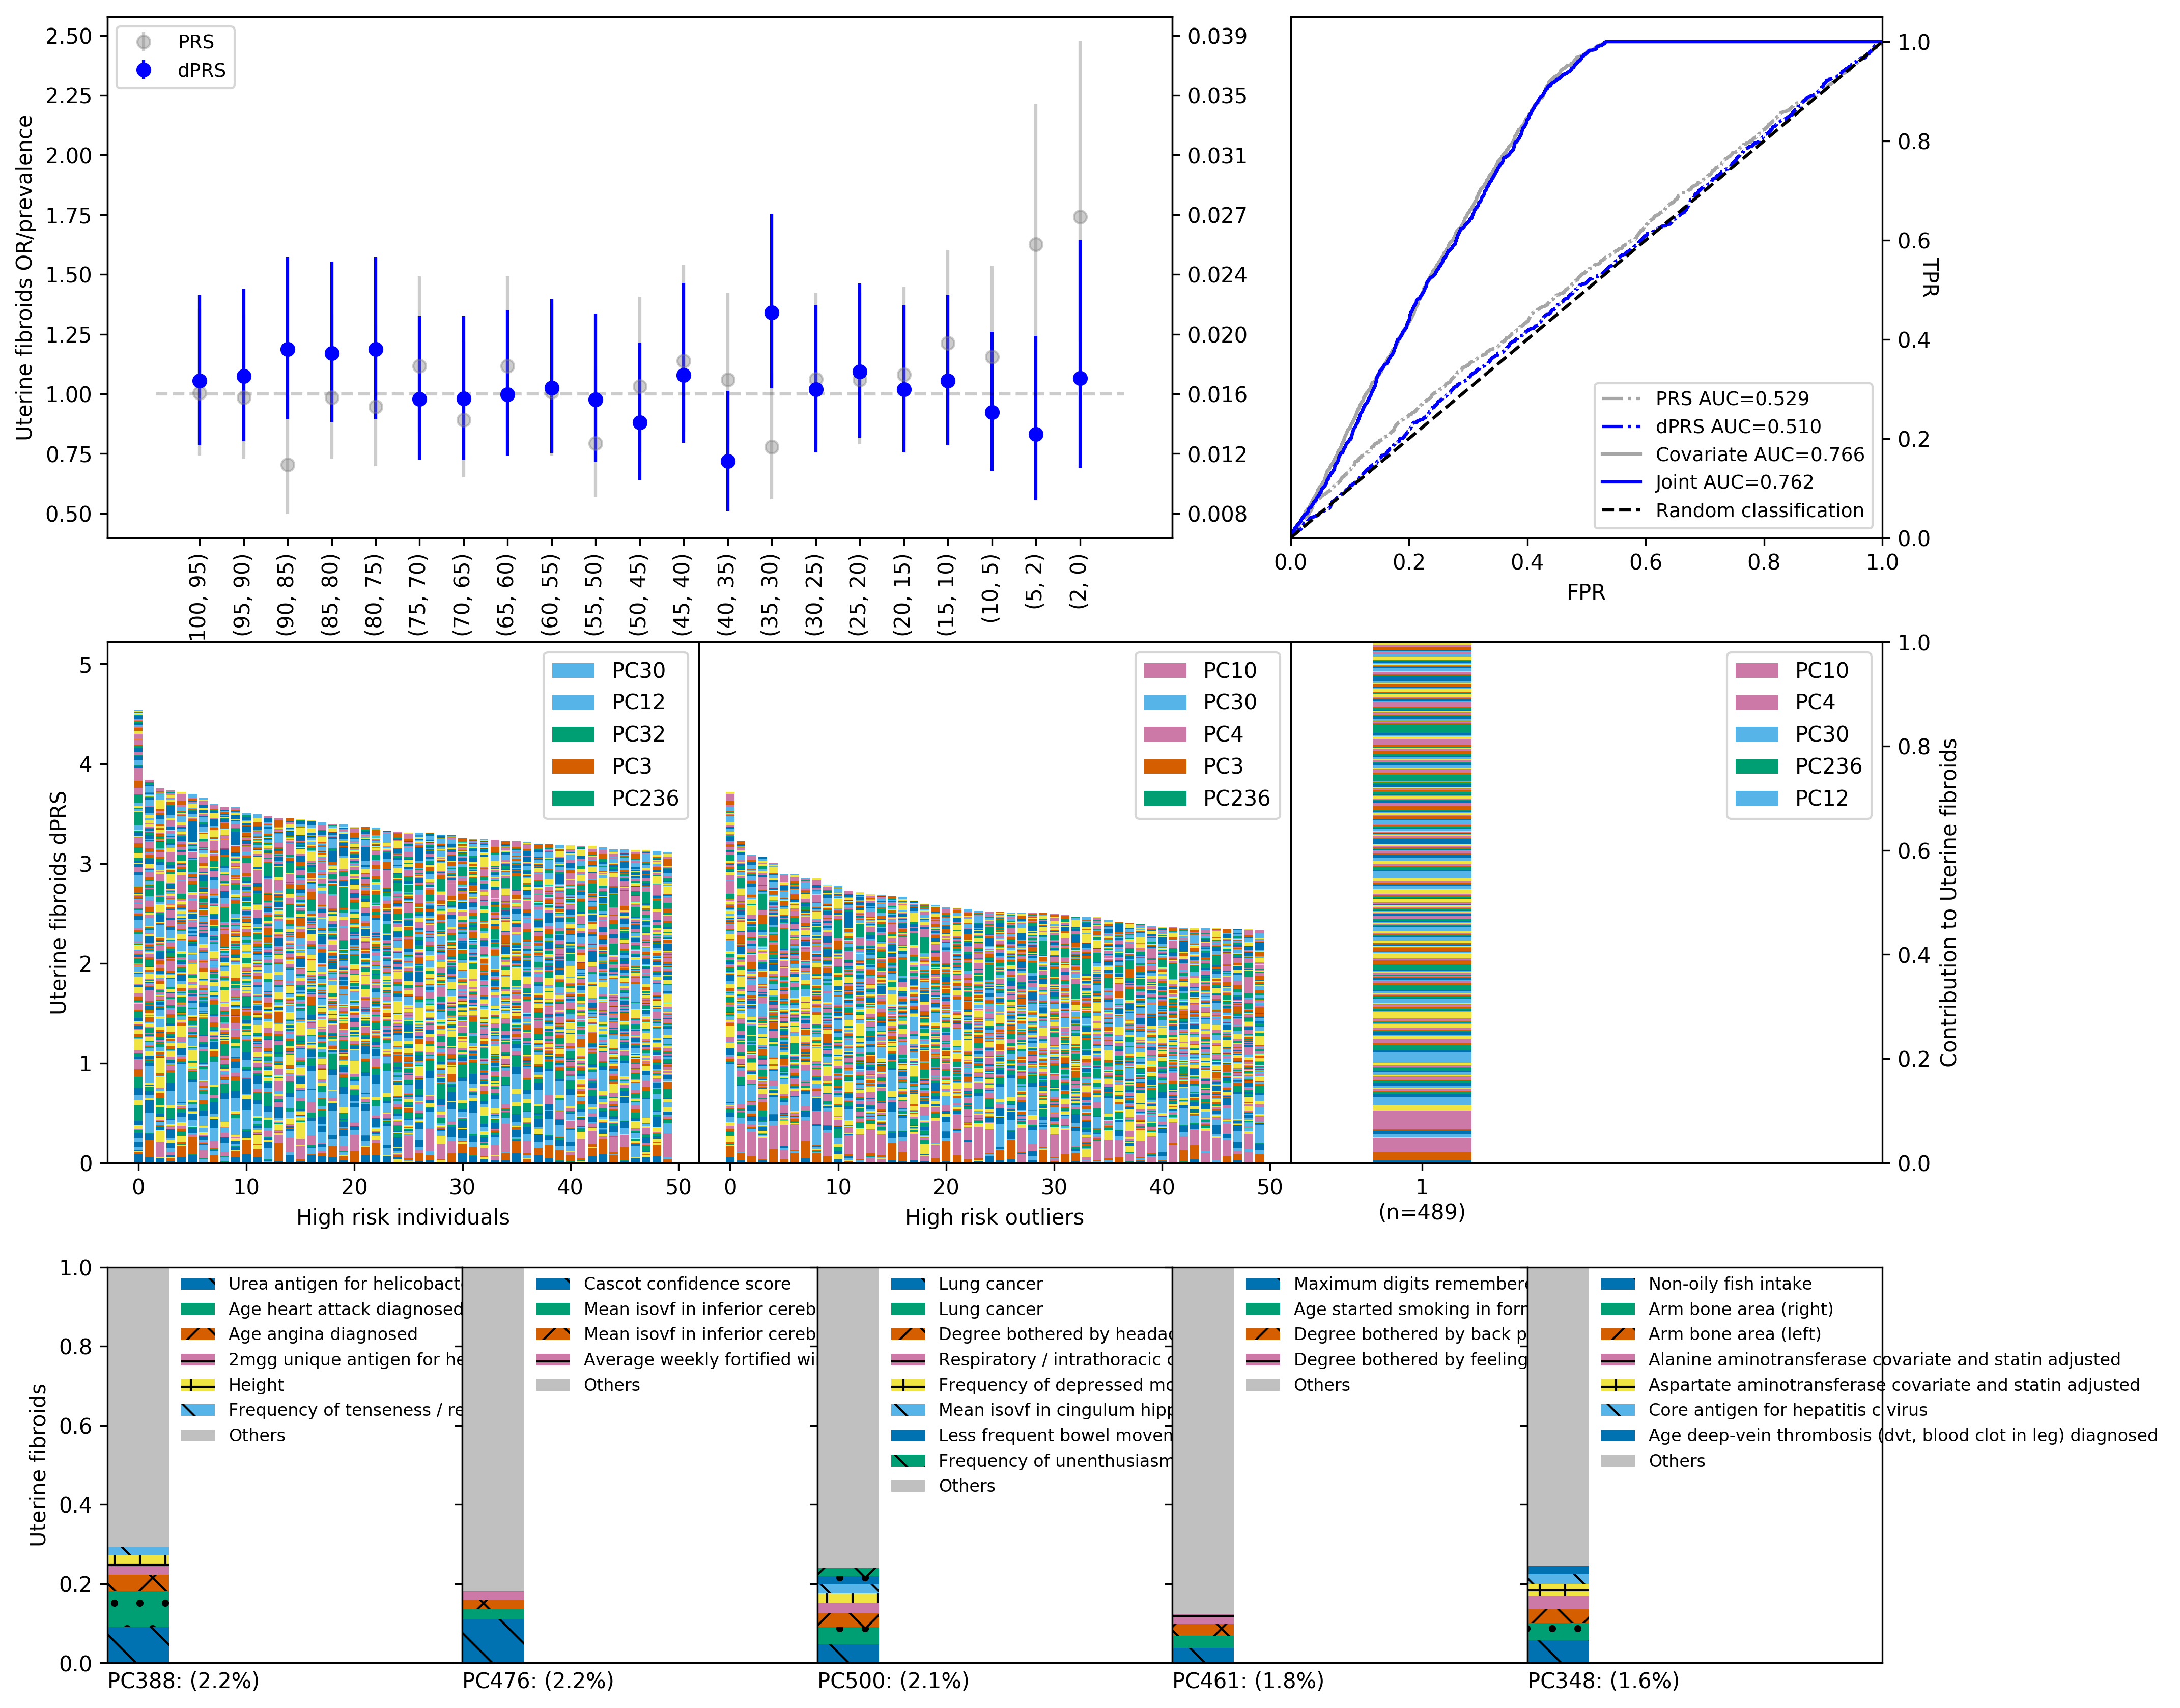 Uterine fibroids OR/prevalence
2.50
2.25
2.00
1.75
1.50
1.25
1.00
0.75
0.50
PRS
dPRS
0.039
0.035
0.031
0.027
0.024
0.020
0.016
0.012
0.008
100, 95)
(95, 90)
(90, 85)
(85, 80)
(80, 75)
(75, 70)
(70, 65)
(65, 60)
(60, 55)
(55, 50)
(50, 45)
(45, 40)
(40, 35)
(35, 30)
(30, 25)
(25, 20)
(20, 15)
(15, 10)
(10, 5)
(5, 2)
(2, 0)
PRS AUC=0.529
dPRS AUC=0.510
Covariate AUC=0.766
Joint AUC=0.762
Random classification
1.0
0.8
0.6
0.4
0.2
0.0
TPR
0.0 0.2 0.4 0.6 0.8 1.0
FPR
Uterine fibroids dPRS
5
4
3
2
1
0
PC30
PC12
PC32
PC3
PC236
0 10 20 30 40 50
High risk individuals
PC10
PC30
PC4
PC3
PC236
0 10 20 30 40 50
High risk outliers
PC10
PC4
PC30
PC236
PC12
1
(n=489)
1.0
0.8
0.6
0.4
0.2
0.0
Contribution to Uterine fibroids
Uterine fibroids
1.0
0.8
0.6
0.4
0.2
0.0
Urea antigen for helicobact
Age heart attack diagnosed
Age angina diagnosed
2mgg unique antigen for he
Height
Frequency of tenseness / re
Others
PC388: (2.2%)
Cascot confidence score
Mean isovf in inferior cereb
Mean isovf in inferior cereb
Average weekly fortified wi
Others
PC476: (2.2%)
Lung cancer
Lung cancer
Degree bothered by headac
Respiratory / intrathoracic c
Frequency of depressed mo
Mean isovf in cingulum hipp
Less frequent bowel movem
Frequency of unenthusiasm
Others
PC500: (2.1%)
Maximum digits remembere
Age started smoking in forr
Degree bothered by back p
Degree bothered by feeling
Others
PC461: (1.8%)
Non-oily fish intake
Arm bone area (right)
Arm bone area (left)
Alanine aminotransferase covariate and statin adjusted
Aspartate aminotransferase covariate and statin adjusted
Core antigen for hepatitis c virus
Age deep-vein thrombosis (dvt, blood clot in leg) diagnosed
Others
PC348: (1.6%)